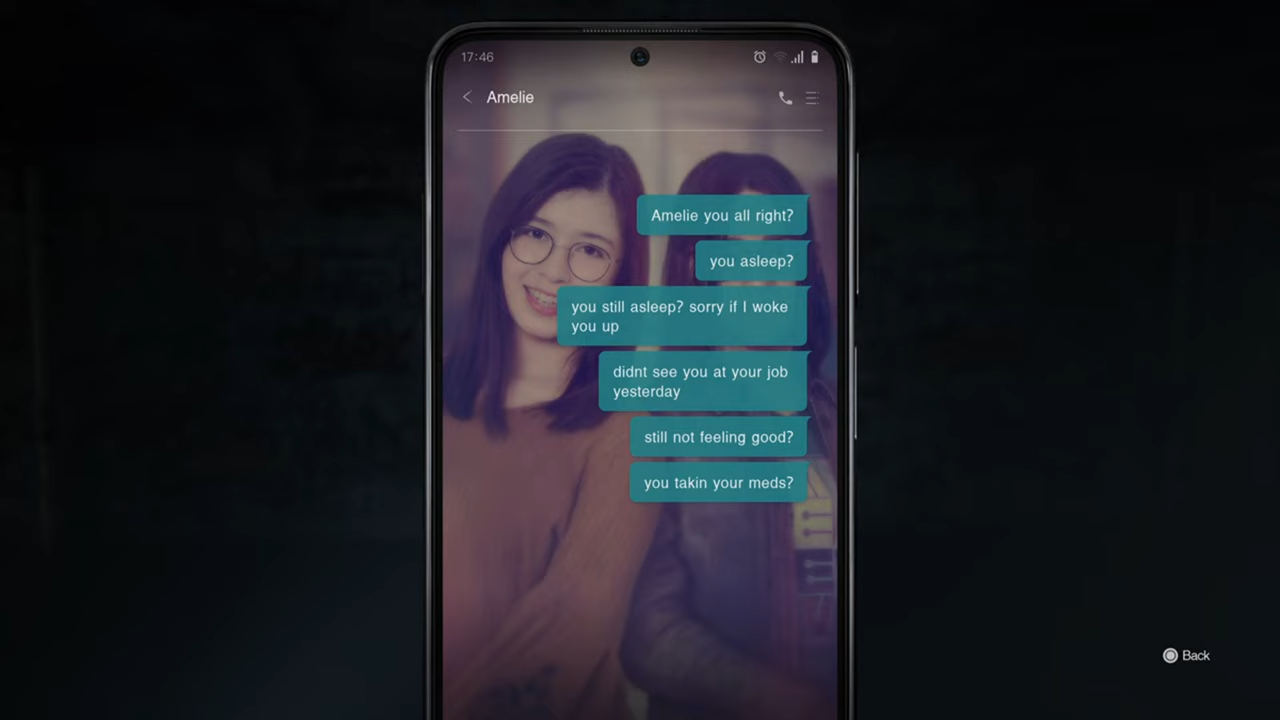 17:46
Amelie
Amelie you all right?
you asleep?
you still asleep? sorry if I woke
you up
didnt see you at your job
yesterday
still not feeling good?
you takin your meds?
Back